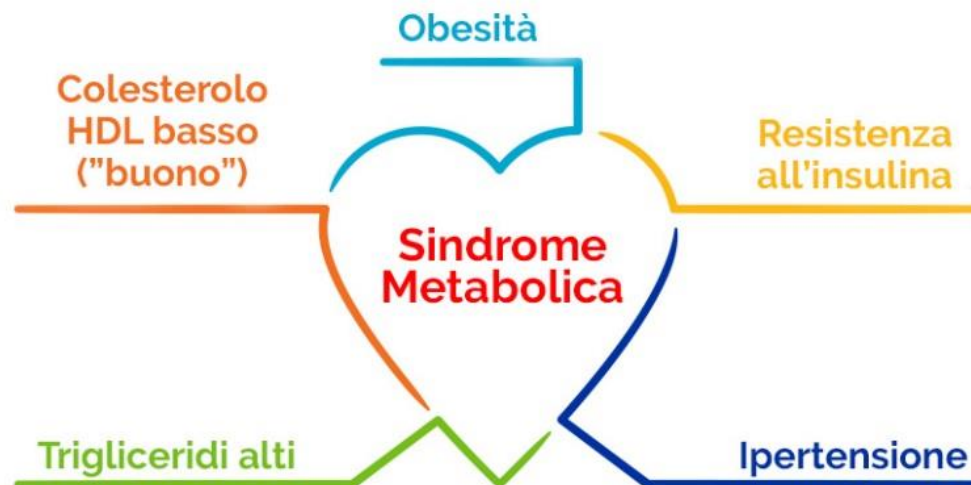 Obesità
Colesterolo
HDL basso
(”buono”)
Resistenza
all’insulina
Sindrome
Metabolica
Trigliceridi alti
Ipertensione